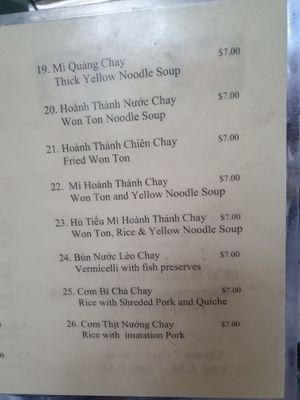 19. Mì Quảng Chay $7.00
Thick Yellow Noodle Soup
20. Hoành Thánh Nước Chay $7.00
Won Ton Noodle Soup
21. Hoành Thánh Chiên Chay $7.00
Fried Won Ton
22. Mì Hoành Thánh Chay $7.00
Won Ton and Yellow Noodle Soup
23. Hủ Tiếu Mì Hoành Thánh Chay $7.00
Won Ton, Rice & Yellow Noodle Soup
24. Bún Nước Lèo Chay $7.00
Vermicelli with fish preserves
25. Cơm Bì Chả Chay $7.00
Rice with Shreded Pork and Quiche
26. Cơm Thịt Nướng Chay $7.00
Rice with imatation Pork